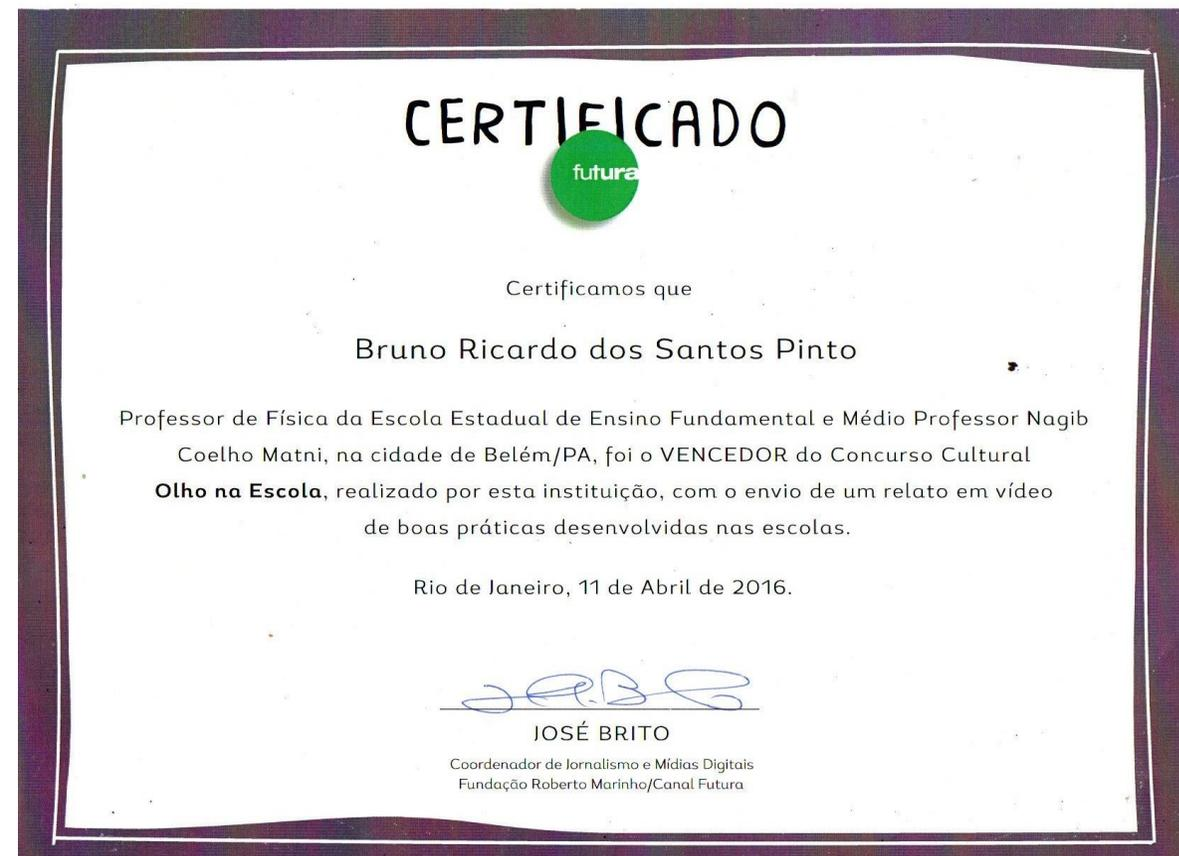 CERTIFICADO
futura
Certificamos que
Bruno Ricardo dos Santos Pinto
Professor de Física da Escola Estadual de Ensino Fundamental e Médio Professor Nagib
Coelho Matni, na cidade de Belém/PA, foi o VENCEDOR do Concurso Cultural
Olho na Escola, realizado por esta instituição, com o envio de um relato em vídeo
de boas práticas desenvolvidas nas escolas.
Rio de Janeiro, 11 de Abril de 2016.
JOSÉ BRITO
Coordenador de Jornalismo e Mídias Digitais
Fundação Roberto Marinho/Canal Futura